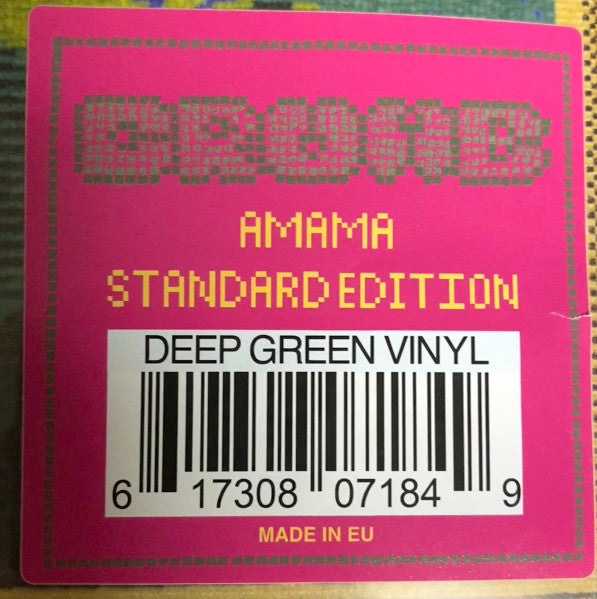 AMAMA
STANDARD EDITION
DEEP GREEN VINYL
6 17308 07184 9
MADE IN EU